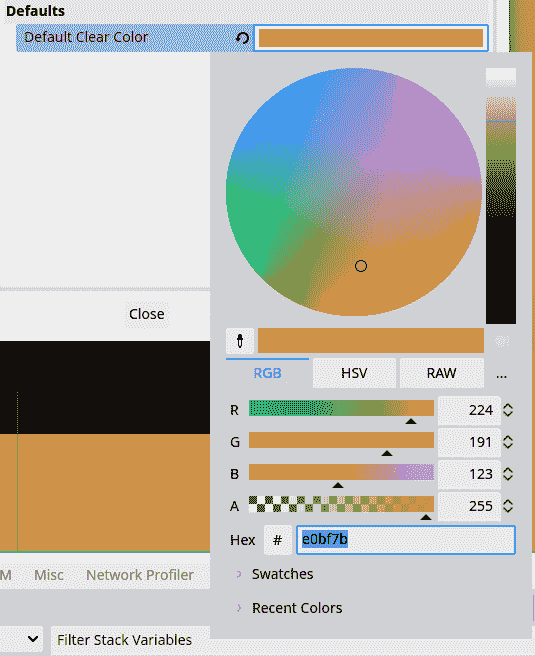 Defaults
Default Clear Color
Close
RGB HSV RAW ...
R 224
G 191
B 123
A 255
Hex # e0bf7b
Swatches
Recent Colors
M Misc Network Profiler
Filter Stack Variables